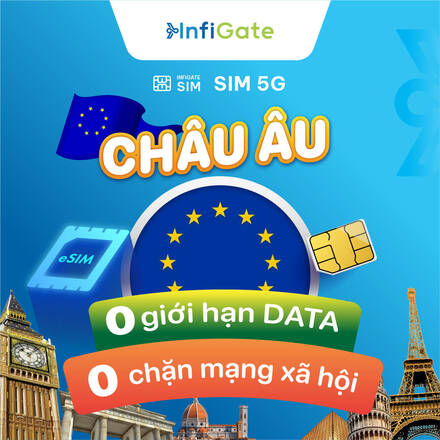 InfiGate
INFIGATE
SIM
SIM 5G
CHÂU ÂU
eSIM
0 giới hạn DATA
0 chặn mạng xã hội